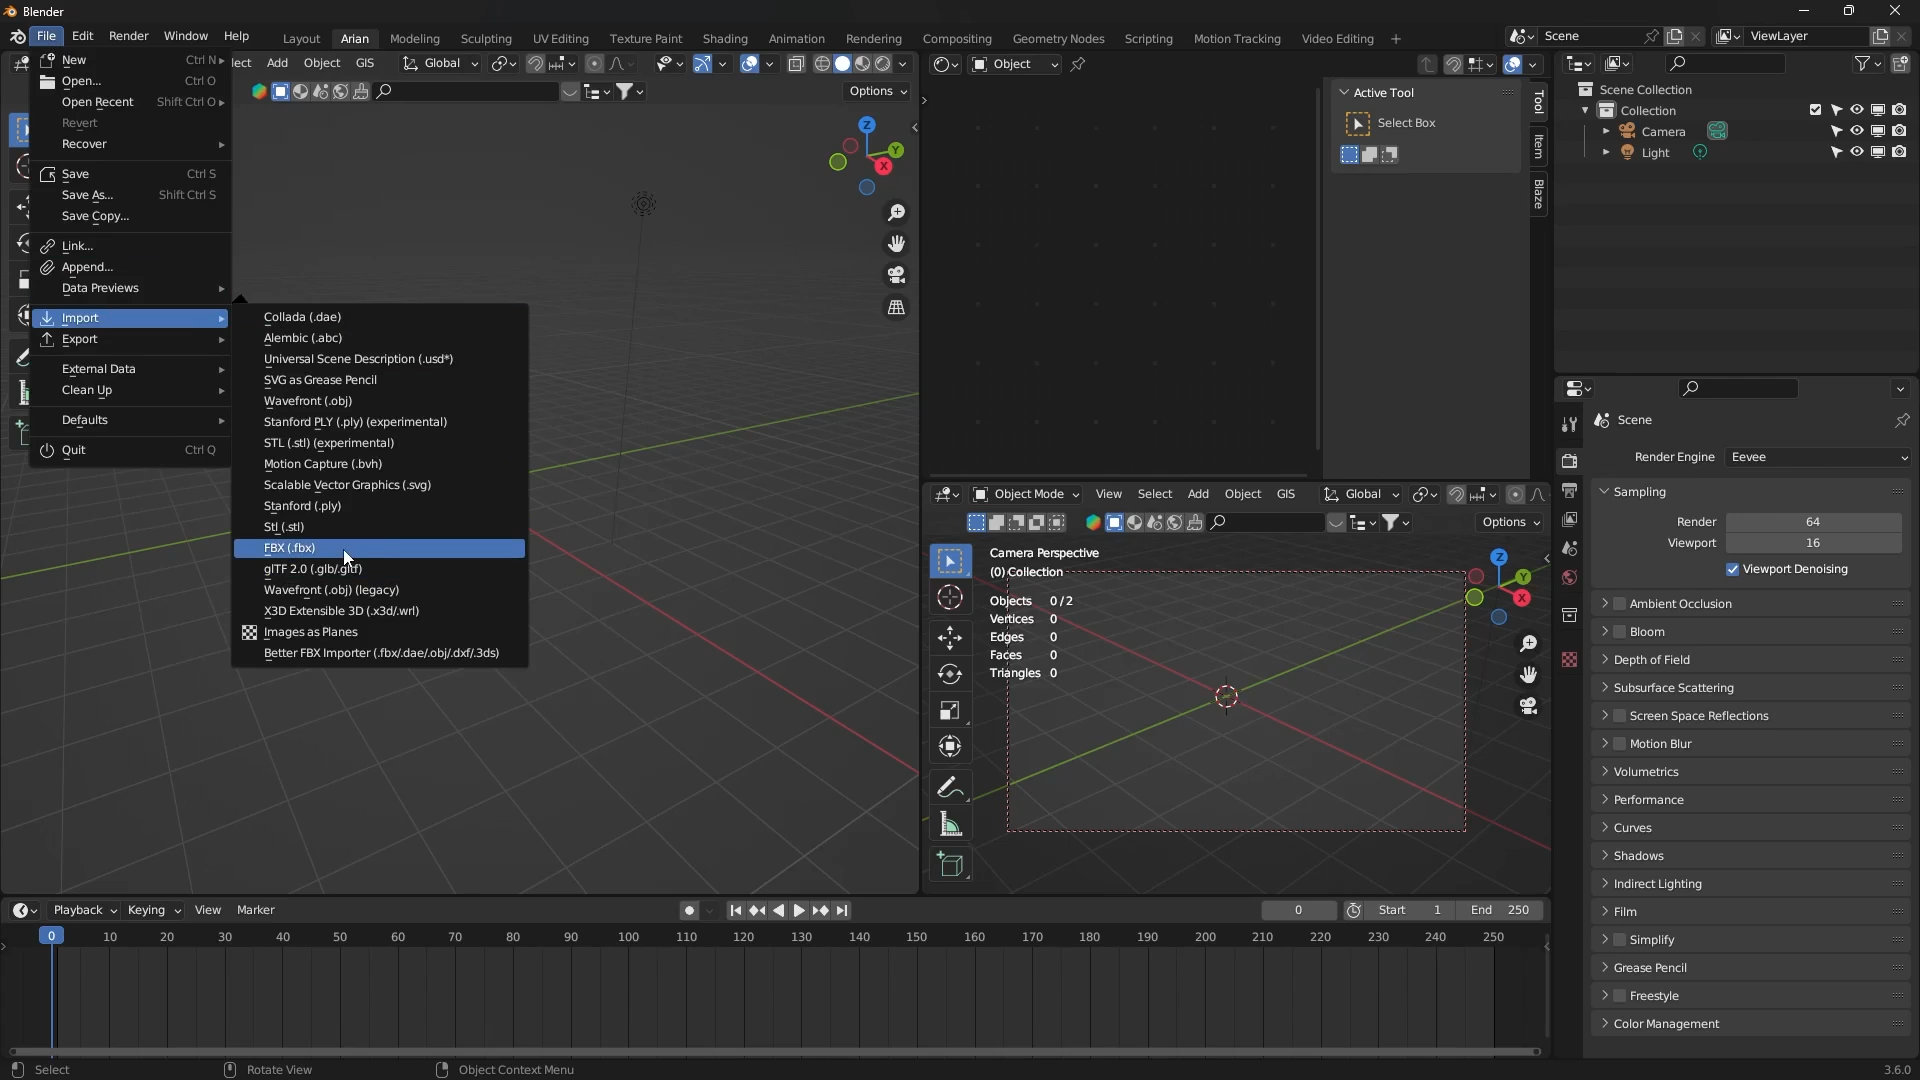 Blender
File Edit Render Window Help Layout Arian Modeling Sculpting UV Editing Texture Paint Shading Animation Rendering Compositing Geometry Nodes Scripting Motion Tracking Video Editing + Scene ViewLayer
New Ctrl N
Open... Ctrl O
Open Recent Shift Ctrl O
Revert
Recover
Save Ctrl S
Save As... Shift Ctrl S
Save Copy...
Link...
Append...
Data Previews
Import
Export
External Data
Clean Up
Defaults
Quit Ctrl Q
lect Add Object GIS Global
Options
Z
Y
X
Collada (.dae)
Alembic (.abc)
Universal Scene Description (.usd*)
SVG as Grease Pencil
Wavefront (.obj)
Stanford PLY (.ply) (experimental)
STL (.stl) (experimental)
Motion Capture (.bvh)
Scalable Vector Graphics (.svg)
Stanford (.ply)
Stl (.stl)
FBX (.fbx)
glTF 2.0 (.glb/.gltf)
Wavefront (.obj) (legacy)
X3D Extensible 3D (.x3d/.wrl)
Images as Planes
Better FBX Importer (.fbx/.dae/.obj/.dxf/.3ds)
Object
Active Tool
Select Box
Tool
Item
Blaze
Object Mode View Select Add Object GIS Global
Options
Camera Perspective
(0) Collection
Objects 0/2
Vertices 0
Edges 0
Faces 0
Triangles 0
Z
Y
X
Scene Collection
Collection
Camera
Light
Scene
Render Engine Eevee
Sampling
Render 64
Viewport 16
Viewport Denoising
Ambient Occlusion
Bloom
Depth of Field
Subsurface Scattering
Screen Space Reflections
Motion Blur
Volumetrics
Performance
Curves
Shadows
Indirect Lighting
Film
Simplify
Grease Pencil
Freestyle
Color Management
Playback Keying View Marker 0 Start 1 End 250
0 10 20 30 40 50 60 70 80 90 100 110 120 130 140 150 160 170 180 190 200 210 220 230 240 250
Select Rotate View Object Context Menu 3.6.0